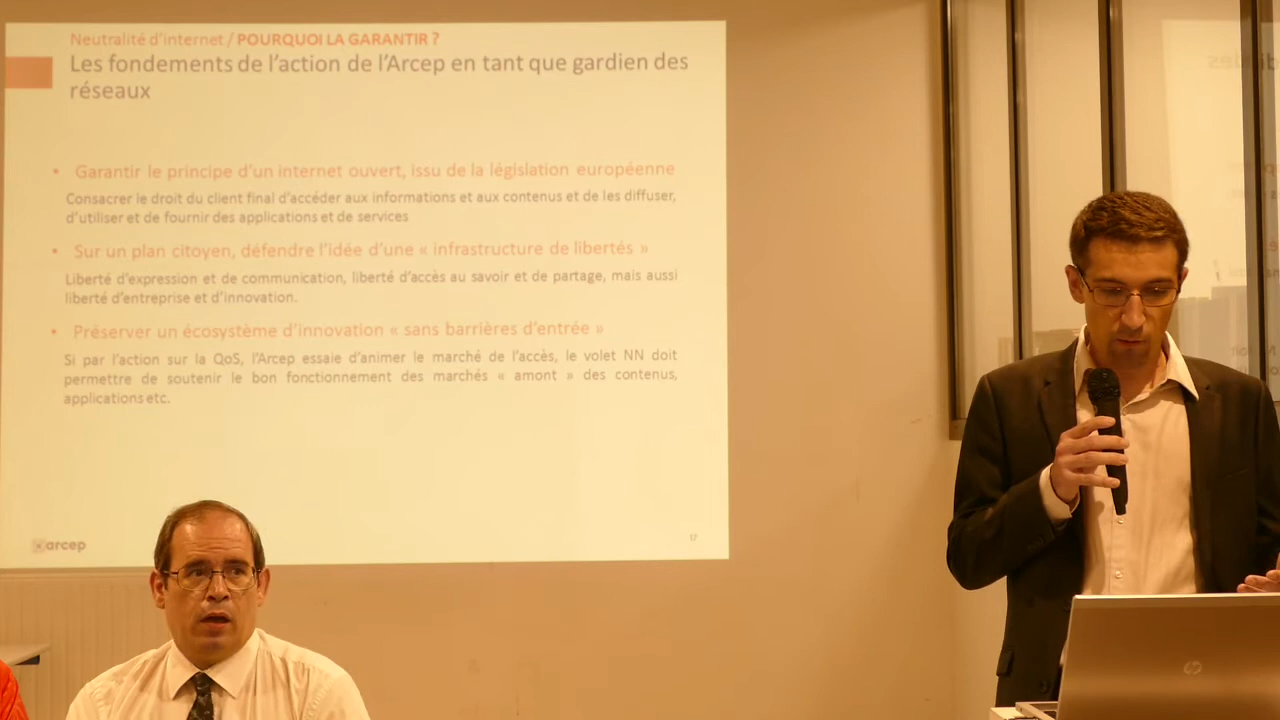 Neutralité d'internet / POURQUOI LA GARANTIR ?
Les fondements de l'action de l'Arcep en tant que gardien des
réseaux
• Garantir le principe d'un internet ouvert, issu de la législation européenne
Consacrer le droit du client final d'accéder aux informations et aux contenus et de les diffuser,
d'utiliser et de fournir des applications et de services
• Sur un plan citoyen, défendre l'idée d'une « infrastructure de libertés »
Liberté d'expression et de communication, liberté d'accès au savoir et de partage, mais aussi
liberté d'entreprise et d'innovation.
• Préserver un écosystème d'innovation « sans barrières d'entrée »
Si par l'action sur la QoS, l'Arcep essaie d'animer le marché de l'accès, le volet NN doit
permettre de soutenir le bon fonctionnement des marchés « amont » des contenus,
applications etc.
arcep
17
hp